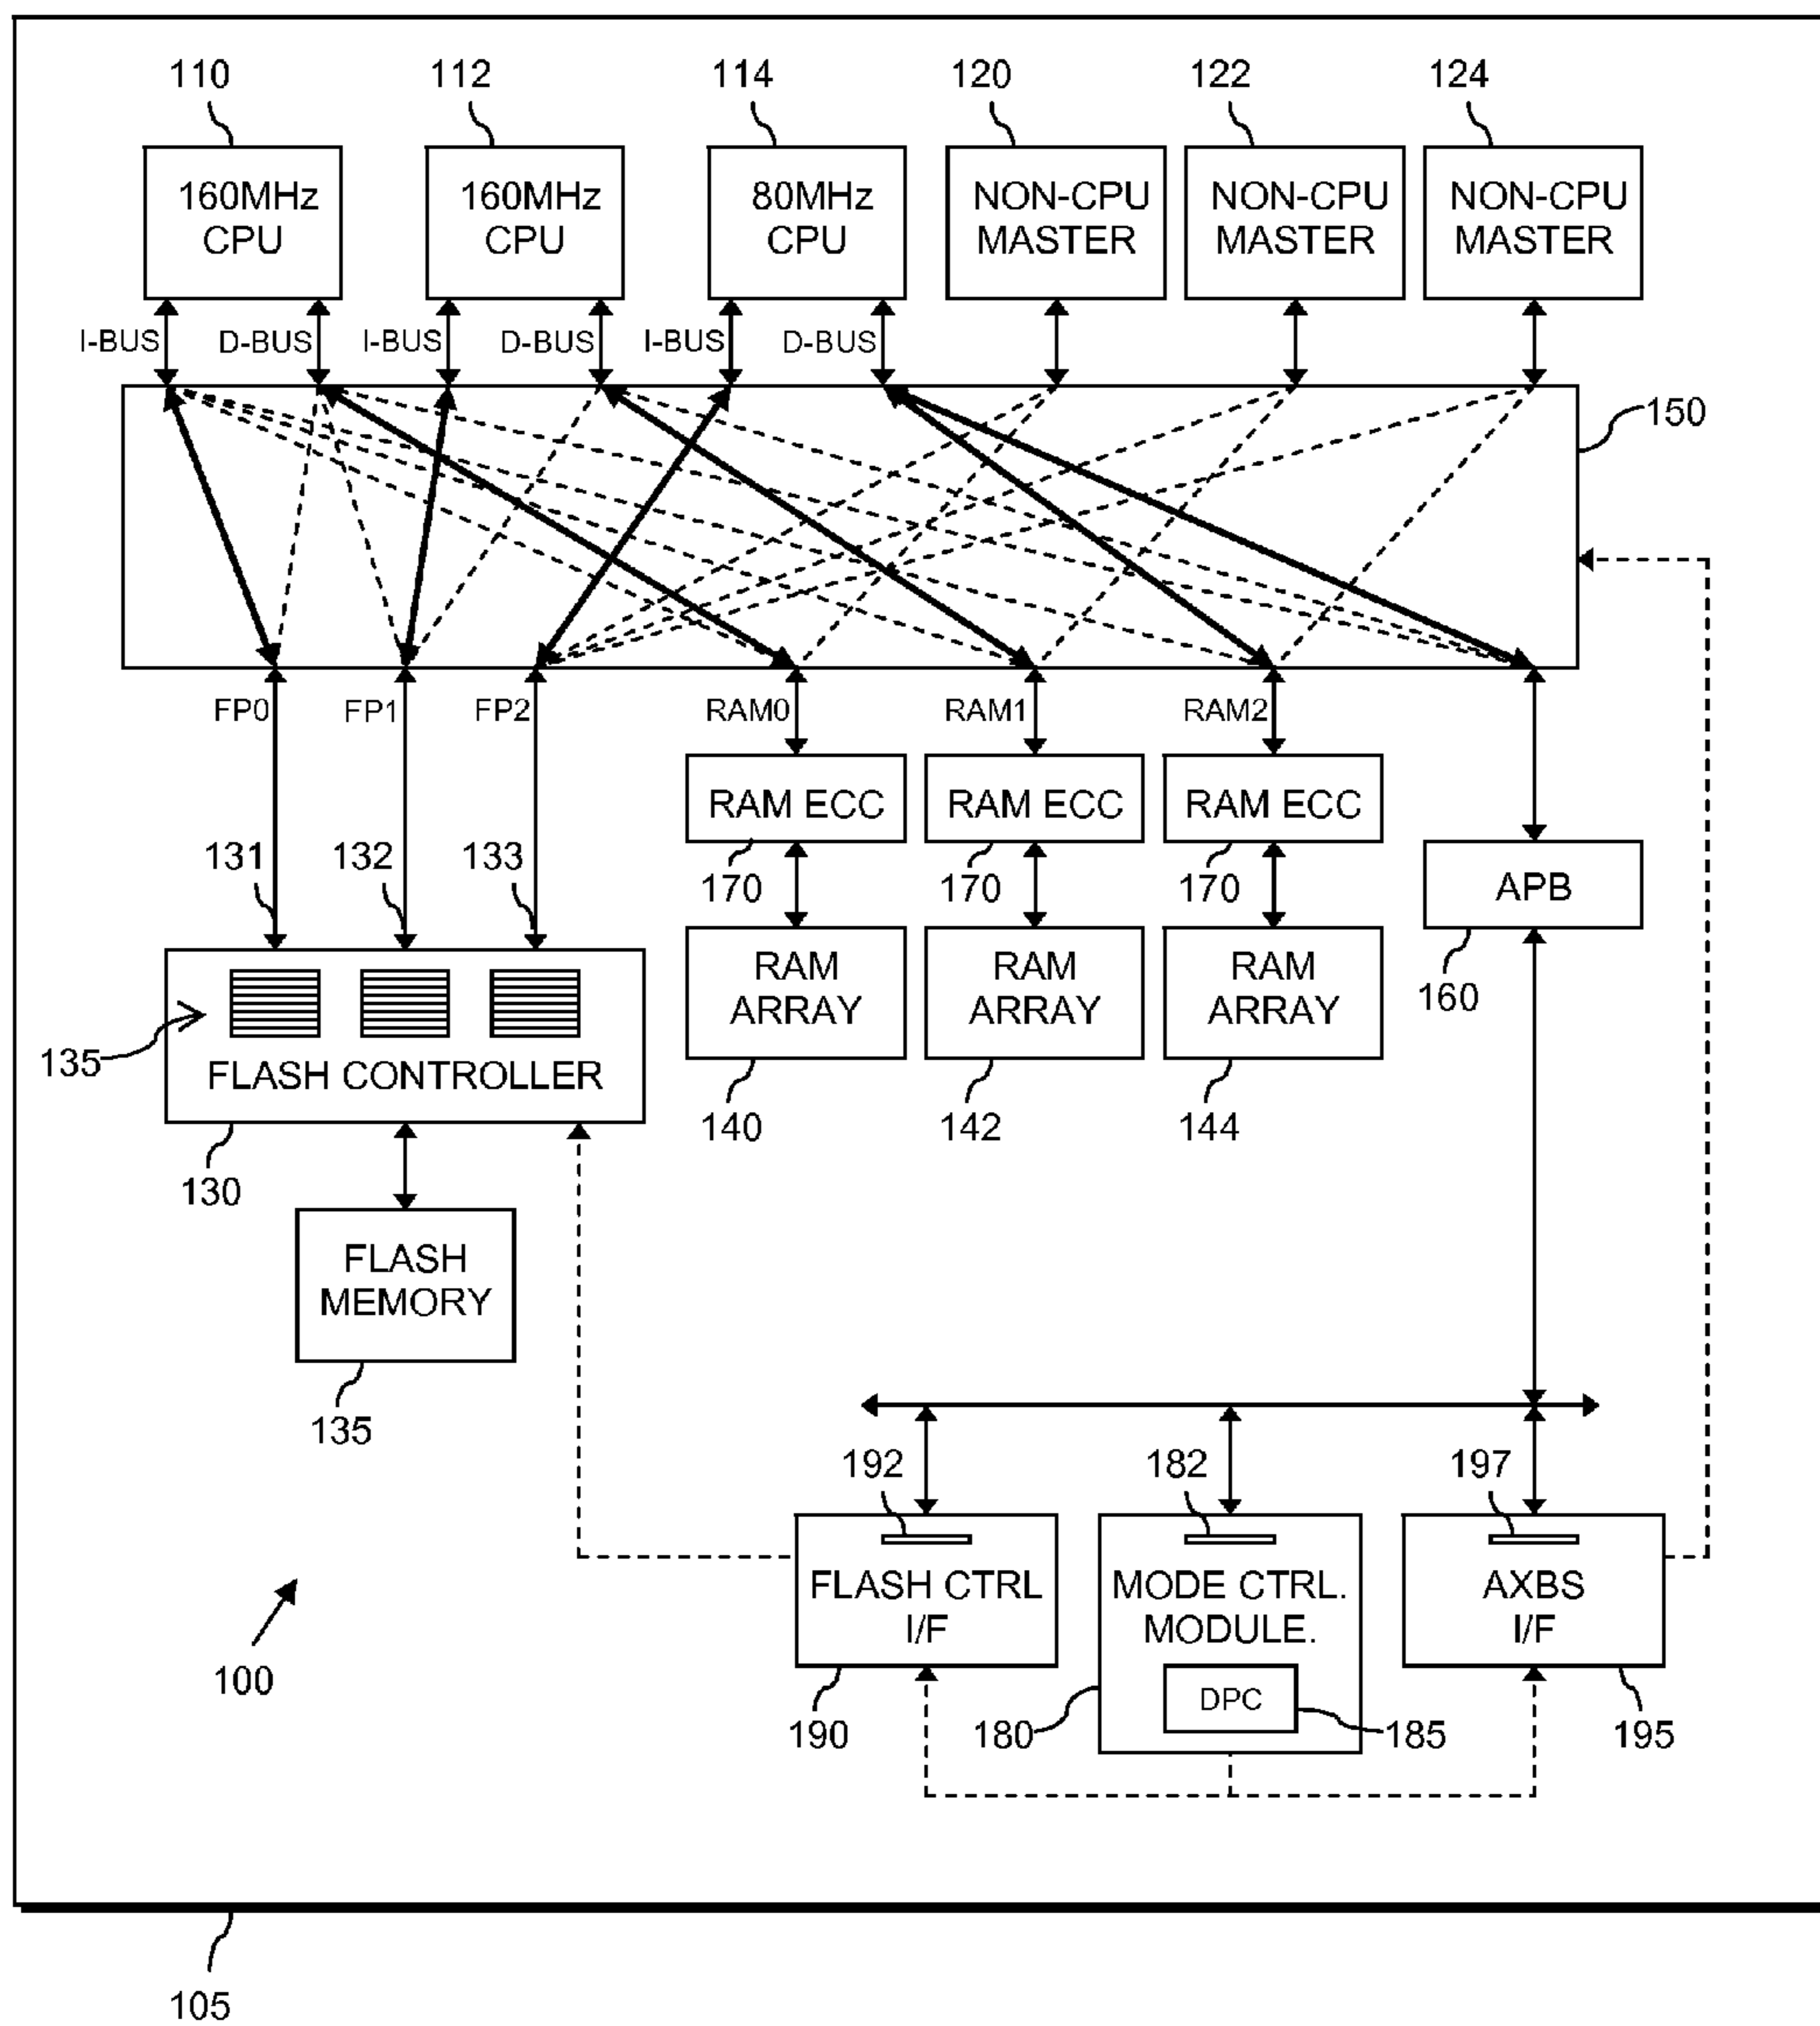 110
112
114
120
122
124
160MHz
CPU
160MHz
CPU
80MHz
CPU
NON-CPU
MASTER
NON-CPU
MASTER
NON-CPU
MASTER
I-BUS
D-BUS
I-BUS
D-BUS
I-BUS
D-BUS
150
FP0
FP1
FP2
RAM0
RAM1
RAM2
RAM ECC
RAM ECC
RAM ECC
131
132
133
170
170
170
APB
160
RAM
ARRAY
RAM
ARRAY
RAM
ARRAY
135
FLASH CONTROLLER
140
142
144
130
FLASH
MEMORY
135
192
182
197
FLASH CTRL
I/F
MODE CTRL.
MODULE.
AXBS
I/F
DPC
100
190
180
185
195
105